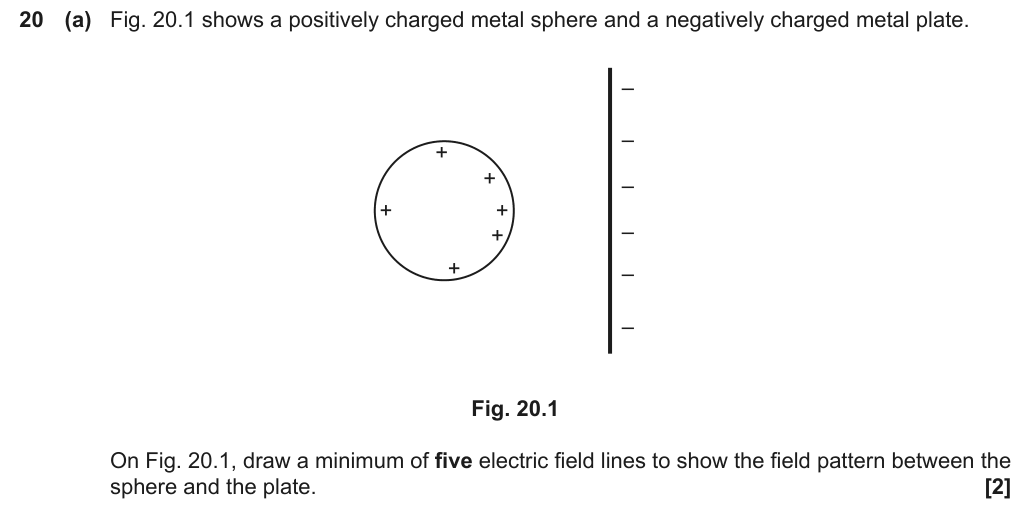 20 (a) Fig. 20.1 shows a positively charged metal sphere and a negatively charged metal plate.
+
+
+ +
+
+
–
–
–
–
–
–
Fig. 20.1
On Fig. 20.1, draw a minimum of five electric field lines to show the field pattern between the
sphere and the plate. [2]